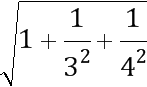 √(1 + 1/3² + 1/4²)